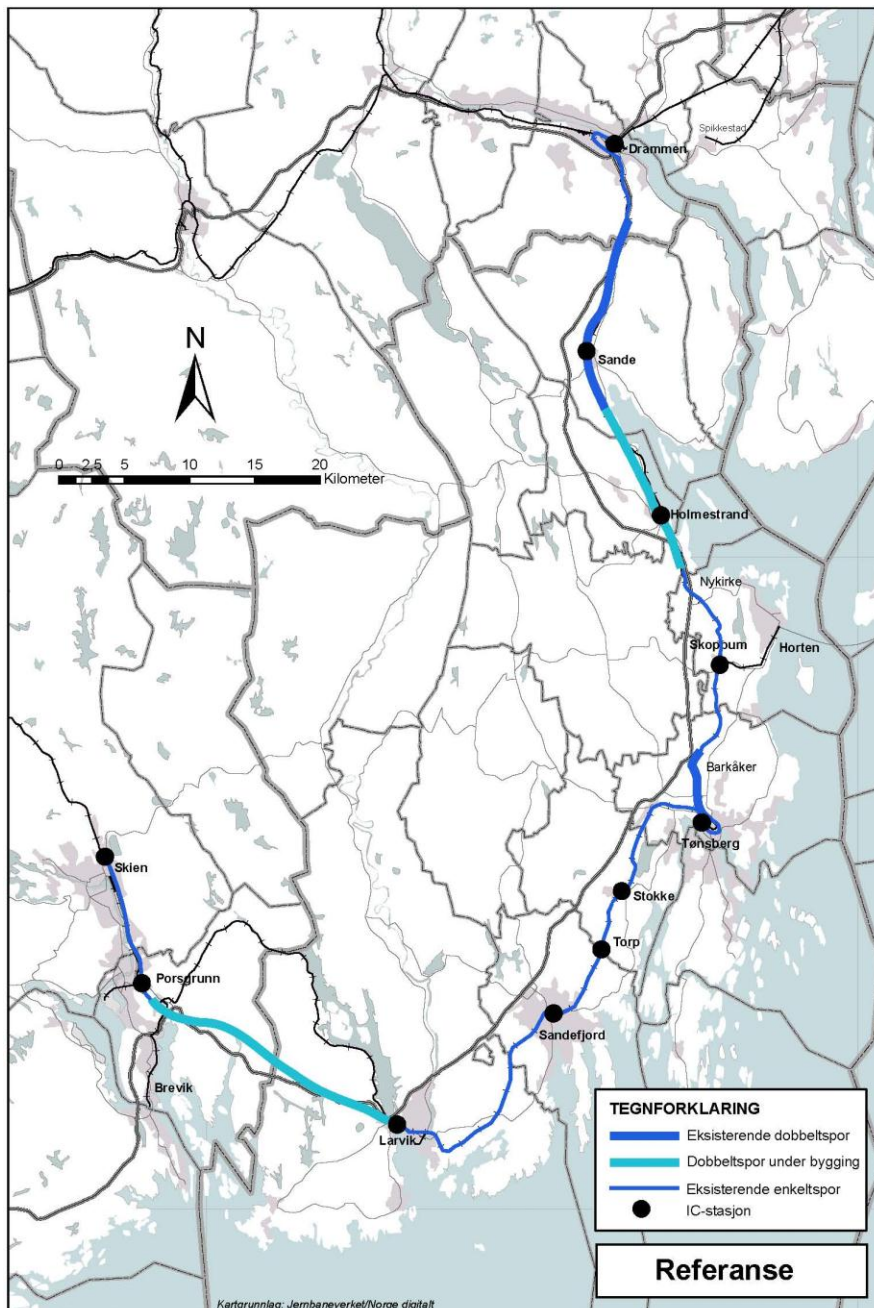 Spikkestad
Drammen
Sande
N
0 2,5 5 10 15 20
Kilometer
Holmestrand
Nykirke
Skoppum
Horten
Barkåker
Tønsberg
Skien
Stokke
Torp
Porsgrunn
Sandefjord
Brevik
Larvik
TEGNFORKLARING
Eksisterende dobbeltspor
Dobbeltspor under bygging
Eksisterende enkeltspor
IC-stasjon
Referanse
Kartgrunnlag: Jernbaneverket/Norge digitalt